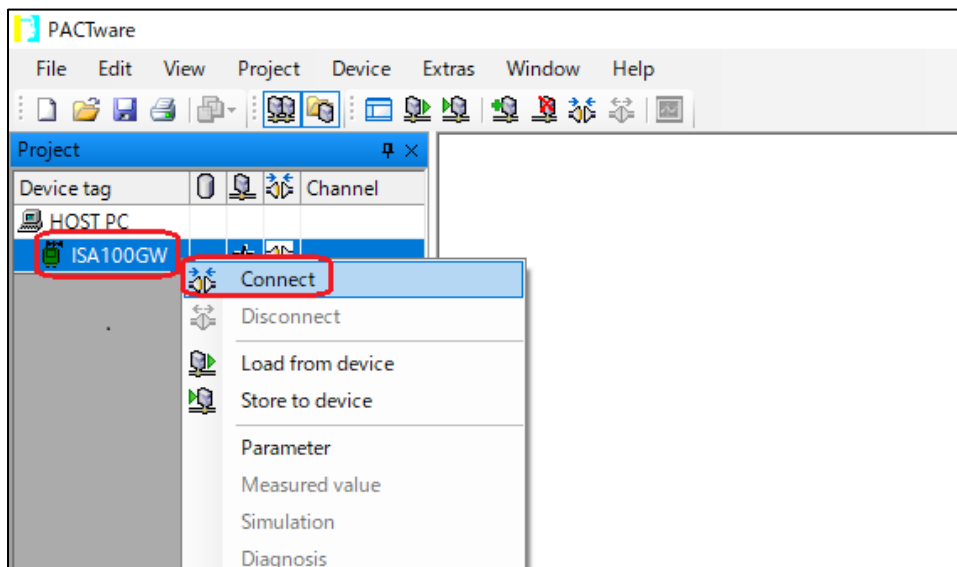 PACTware
File Edit View Project Device Extras Window Help
Project
Device tag Channel
HOST PC
ISA100GW
Connect
Disconnect
Load from device
Store to device
Parameter
Measured value
Simulation
Diagnosis